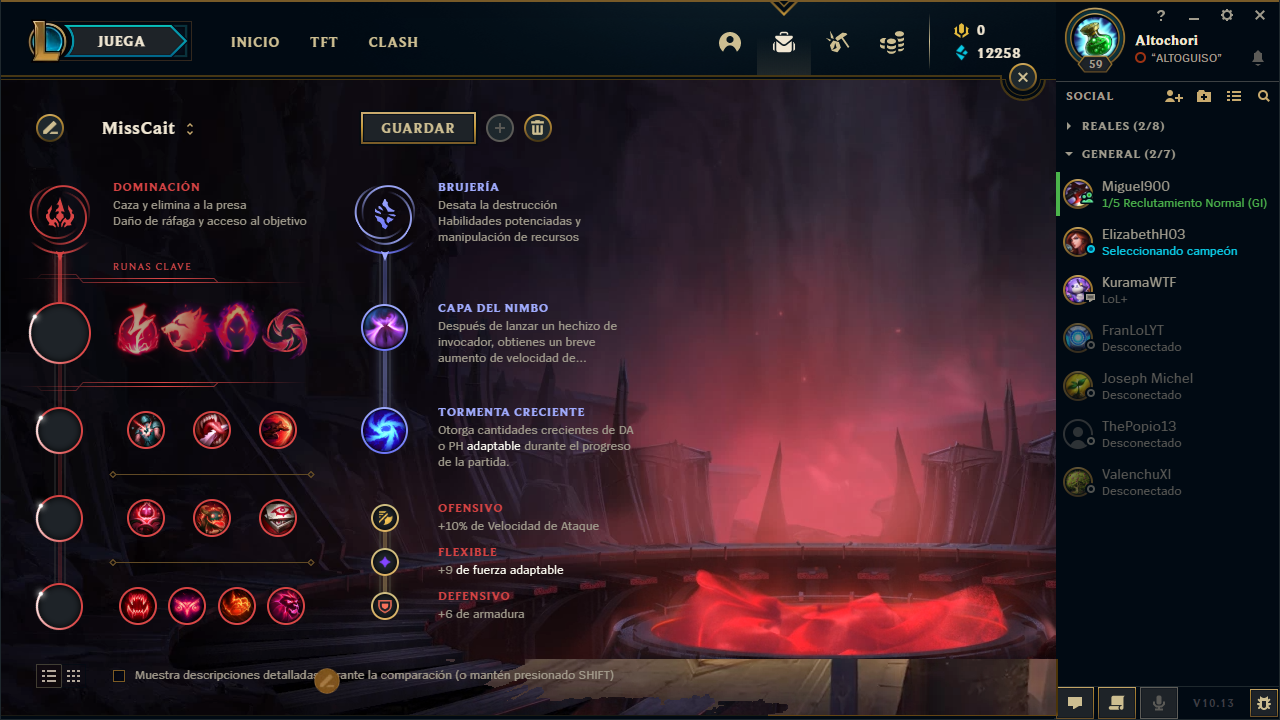 JUEGA
INICIO
TFT
CLASH
0
12258
59
?
Altochori
"ALTOGUISO"
SOCIAL
REALES (2/8)
GENERAL (2/7)
Miguel900
1/5 Reclutamiento Normal (GI)
ElizabethH03
Seleccionando campeón
KuramaWTF
LoL+
FranLoLYT
Desconectado
Joseph Michel
Desconectado
ThePopio13
Desconectado
ValenchuXI
Desconectado
V10.13
MissCait
GUARDAR
DOMINACIÓN
Caza y elimina a la presa
Daño de ráfaga y acceso al objetivo
RUNAS CLAVE
BRUJERÍA
Desata la destrucción
Habilidades potenciadas y
manipulación de recursos
CAPA DEL NIMBO
Después de lanzar un hechizo de
invocador, obtienes un breve
aumento de velocidad de...
TORMENTA CRECIENTE
Otorga cantidades crecientes de DA
o PH adaptable durante el progreso
de la partida.
OFENSIVO
+10% de Velocidad de Ataque
FLEXIBLE
+9 de fuerza adaptable
DEFENSIVO
+6 de armadura
Muestra descripciones detalladas durante la comparación (o mantén presionado SHIFT)